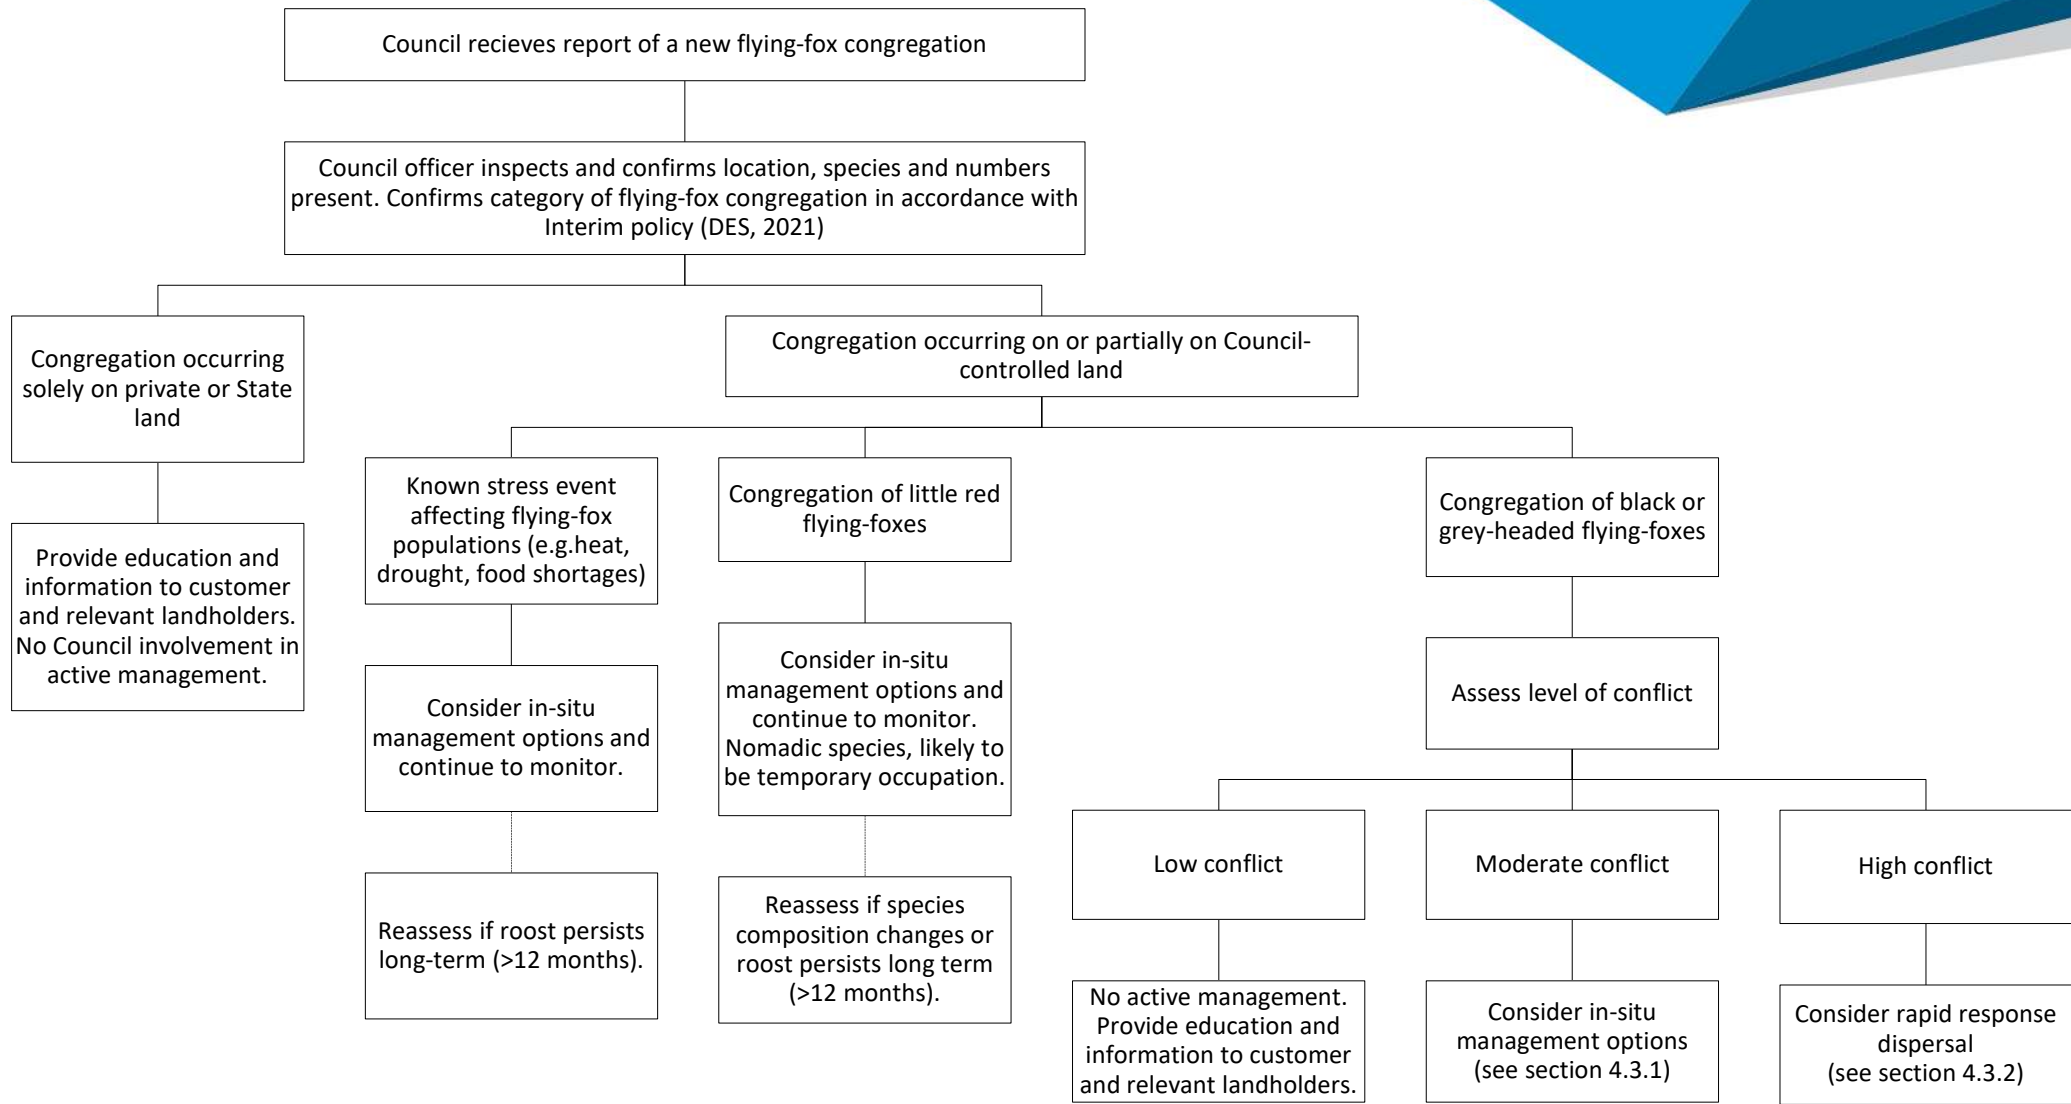 Council recieves report of a new flying-fox congregation
Council officer inspects and confirms location, species and numbers
present. Confirms category of flying-fox congregation in accordance with
Interim policy (DES, 2021)
Congregation occurring
solely on private or State
land
Provide education and
information to customer
and relevant landholders.
No Council involvement in
active management.
Congregation occurring on or partially on Council-
controlled land
Known stress event
affecting flying-fox
populations (e.g.heat,
drought, food shortages)
Consider in-situ
management options and
continue to monitor.
Reassess if roost persists
long-term (>12 months).
Congregation of little red
flying-foxes
Consider in-situ
management options and
continue to monitor.
Nomadic species, likely to
be temporary occupation.
Reassess if species
composition changes or
roost persists long term
(>12 months).
Congregation of black or
grey-headed flying-foxes
Assess level of conflict
Low conflict
No active management.
Provide education and
information to customer
and relevant landholders.
Moderate conflict
Consider in-situ
management options
(see section 4.3.1)
High conflict
Consider rapid response
dispersal
(see section 4.3.2)